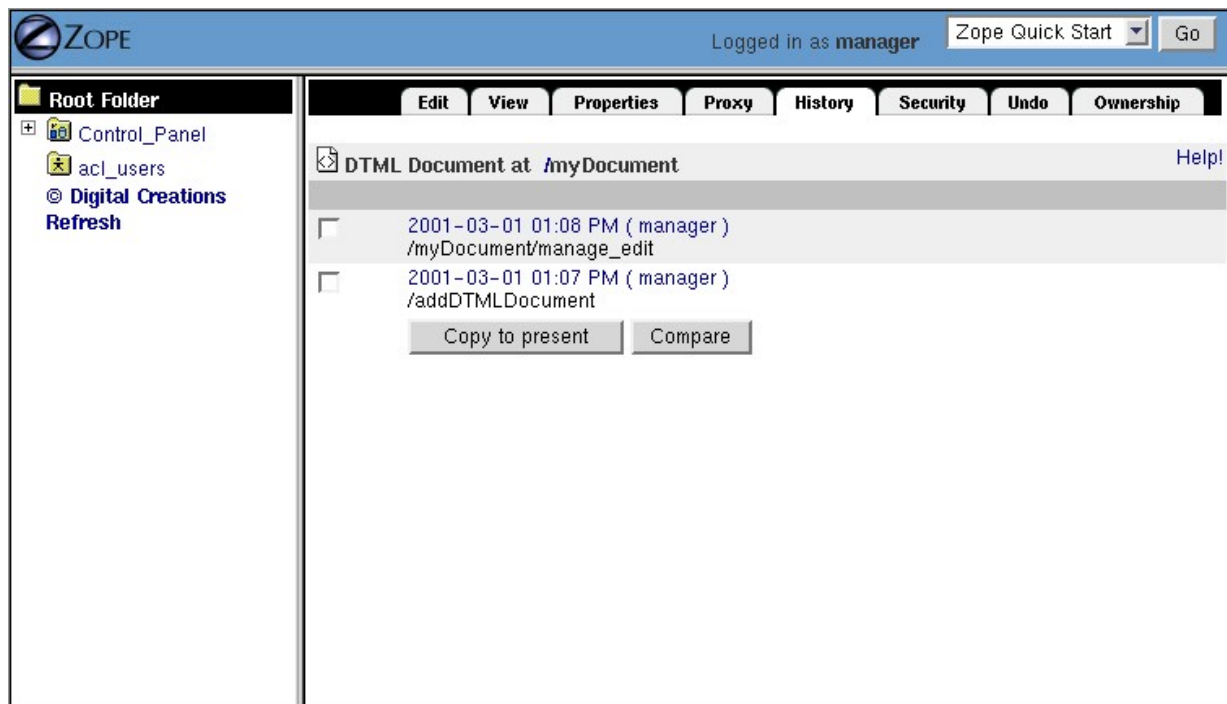 ZOPE
Logged in as manager
Zope Quick Start
Go
Root Folder
Control_Panel
acl_users
© Digital Creations
Refresh
Edit View Properties Proxy History Security Undo Ownership
DTML Document at /myDocument
Help!
2001-03-01 01:08 PM ( manager )
/myDocument/manage_edit
2001-03-01 01:07 PM ( manager )
/addDTMLDocument
Copy to present Compare